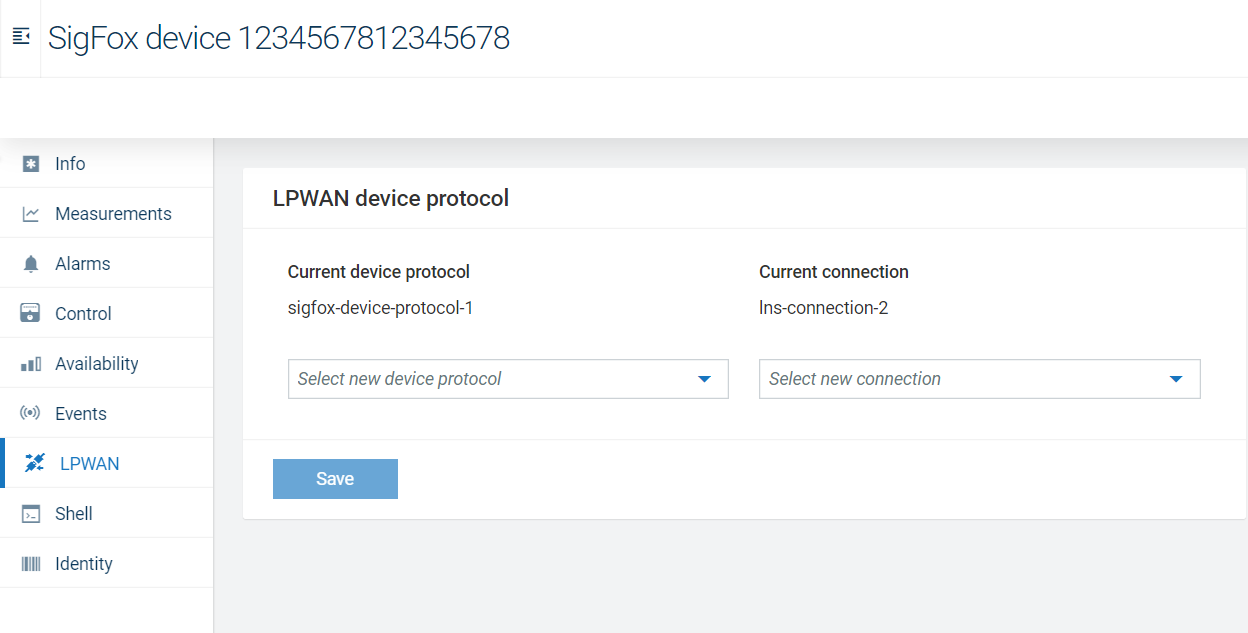 SigFox device 1234567812345678
Info
Measurements
Alarms
Control
Availability
Events
LPWAN
Shell
Identity
LPWAN device protocol
Current device protocol
sigfox-device-protocol-1
Select new device protocol
Current connection
lns-connection-2
Select new connection
Save